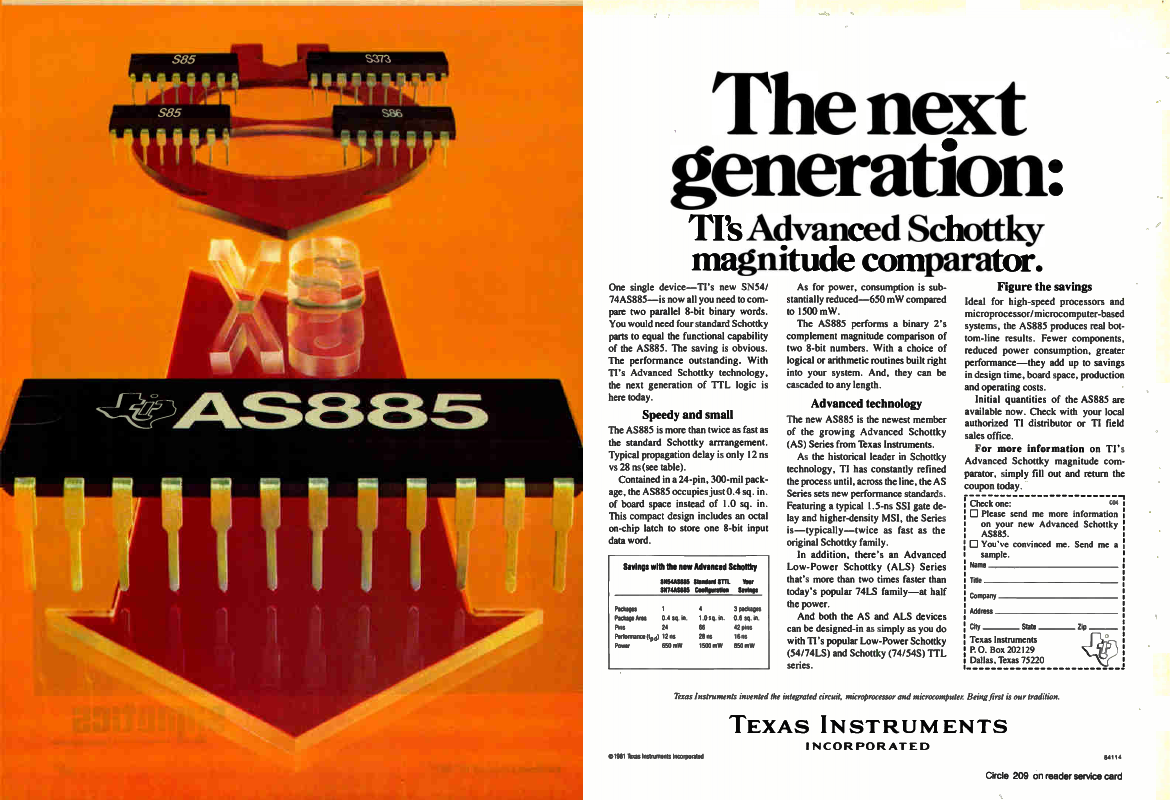 S85
S373
S85
S86
X8
AS885
The next
generation:
TI's Advanced Schottky
magnitude comparator.
One single device—TI's new SN54/
74AS885—is now all you need to com-
pare two parallel 8-bit binary words.
You would need four standard Schottky
parts to equal the functional capability
of the AS885. The saving is obvious.
The performance outstanding. With
TI's Advanced Schottky technology,
the next generation of TTL logic is
here today.
Speedy and small
The AS885 is more than twice as fast as
the standard Schottky arrrangement.
Typical propagation delay is only 12 ns
vs 28 ns (see table).
Contained in a 24-pin, 300-mil pack-
age, the AS885 occupies just 0.4 sq. in.
of board space instead of 1.0 sq. in.
This compact design includes an octal
on-chip latch to store one 8-bit input
data word.
Savings with the new Advanced Schottky
SN54AS885 Standard STTL Your
SN74AS885 Configuration Savings
Packages 1 4 3 packages
Package Area 0.4 sq. in. 1.0 sq. in. 0.6 sq. in.
Pins 24 66 42 pins
Performance (tpd) 12 ns 28 ns 16 ns
Power 650 mW 1500 mW 850 mW
As for power, consumption is sub-
stantially reduced—650 mW compared
to 1500 mW.
The AS885 performs a binary 2's
complement magnitude comparison of
two 8-bit numbers. With a choice of
logical or arithmetic routines built right
into your system. And, they can be
cascaded to any length.
Advanced technology
The new AS885 is the newest member
of the growing Advanced Schottky
(AS) Series from Texas Instruments.
As the historical leader in Schottky
technology, TI has constantly refined
the process until, across the line, the AS
Series sets new performance standards.
Featuring a typical 1.5-ns SSI gate de-
lay and higher-density MSI, the Series
is—typically—twice as fast as the
original Schottky family.
In addition, there's an Advanced
Low-Power Schottky (ALS) Series
that's more than two times faster than
today's popular 74LS family—at half
the power.
And both the AS and ALS devices
can be designed-in as simply as you do
with TI's popular Low-Power Schottky
(54/74LS) and Schottky (74/54S) TTL
series.
Figure the savings
Ideal for high-speed processors and
microprocessor/microcomputer-based
systems, the AS885 produces real bot-
tom-line results. Fewer components,
reduced power consumption, greater
performance—they add up to savings
in design time, board space, production
and operating costs.
Initial quantities of the AS885 are
available now. Check with your local
authorized TI distributor or TI field
sales office.
For more information on TI's
Advanced Schottky magnitude com-
parator, simply fill out and return the
coupon today.
Check one: C04
Please send me more information
on your new Advanced Schottky
AS885.
You've convinced me. Send me a
sample.
Name
Title
Company
Address
City State Zip
Texas Instruments
P. O. Box 202129
Dallas, Texas 75220
Texas Instruments invented the integrated circuit, microprocessor and microcomputer. Being first is our tradition.
TEXAS INSTRUMENTS
INCORPORATED
© 1981 Texas Instruments Incorporated
84114
Circle 209 on reader service card